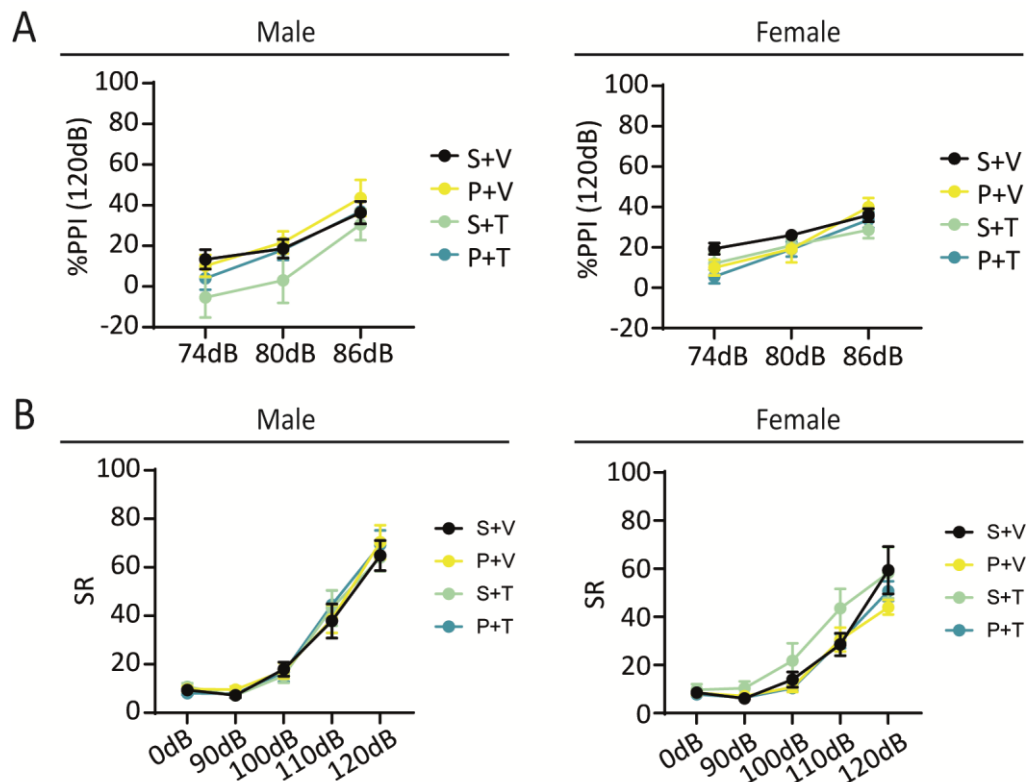 A
Male
Female
%PPI (120dB)
100
80
60
40
20
0
-20
74dB 80dB 86dB
S+V
P+V
S+T
P+T
%PPI (120dB)
100
80
60
40
20
0
-20
74dB 80dB 86dB
S+V
P+V
S+T
P+T
B
Male
Female
SR
100
80
60
40
20
0
0dB 90dB 100dB 110dB 120dB
S+V
P+V
S+T
P+T
SR
100
80
60
40
20
0
0dB 90dB 100dB 110dB 120dB
S+V
P+V
S+T
P+T